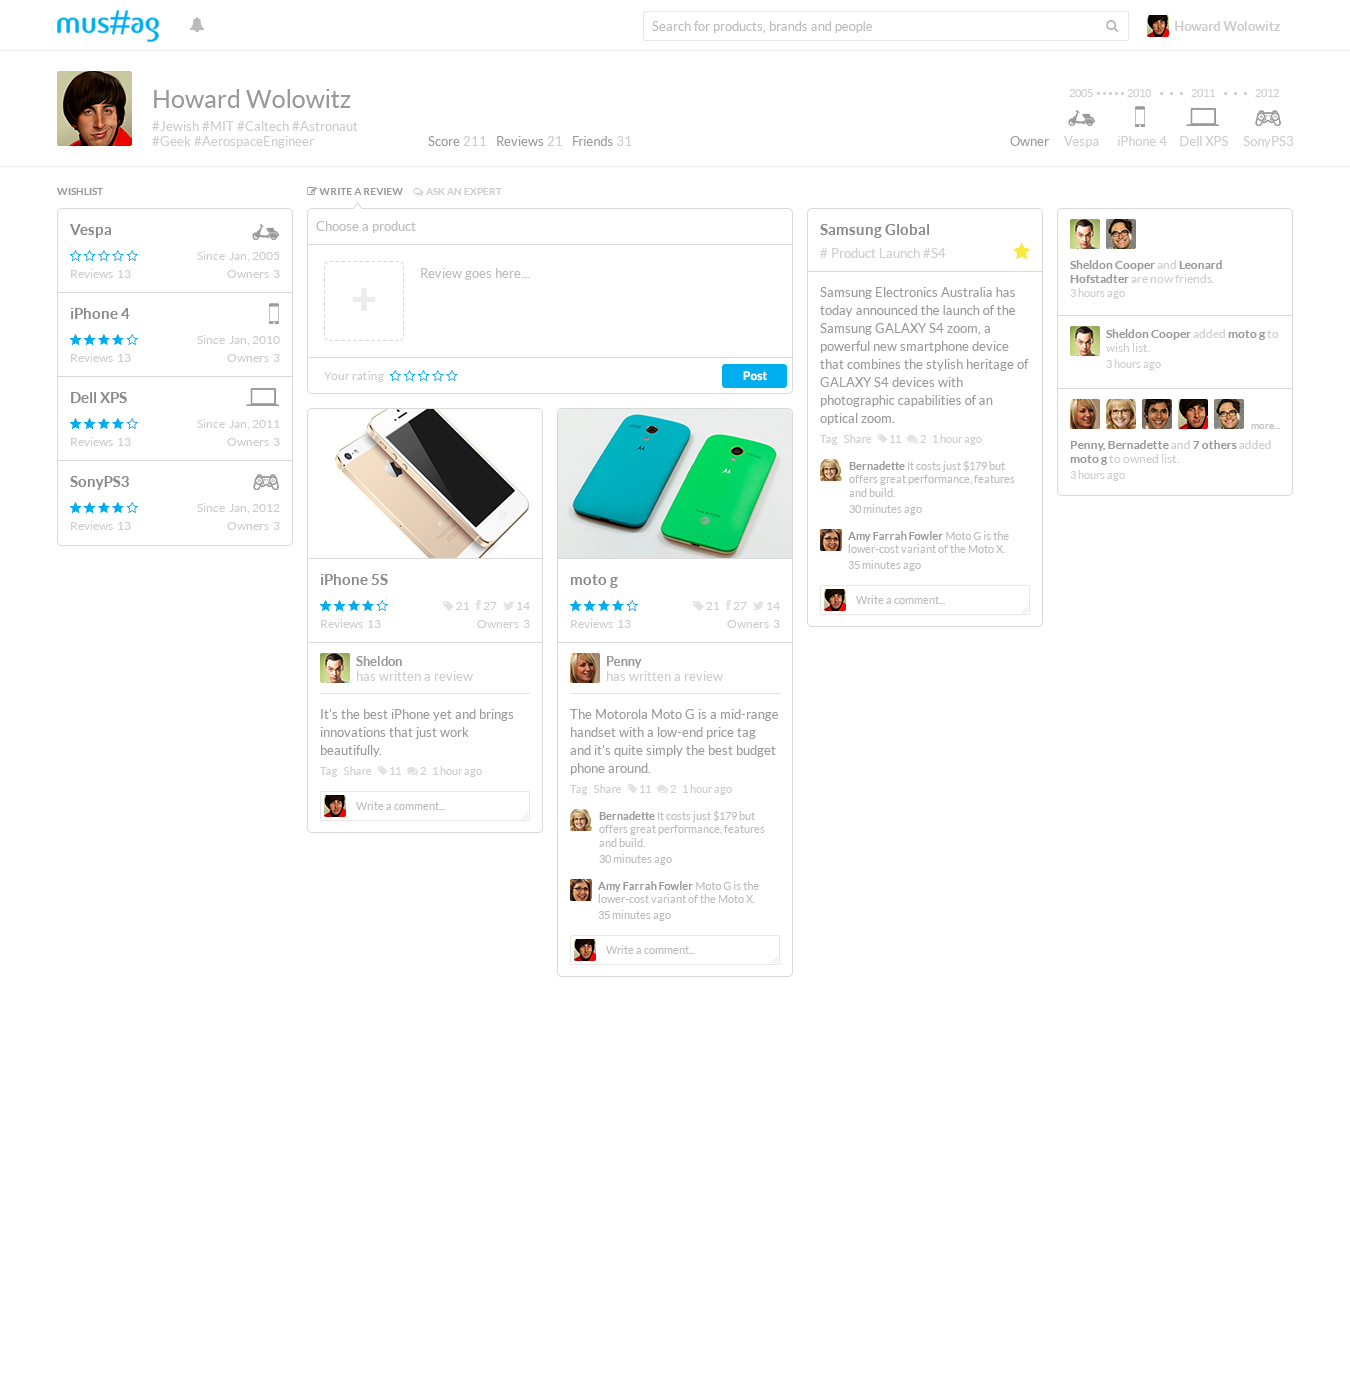 mus#ag
Search for products, brands and people
Howard Wolowitz
Howard Wolowitz
#Jewish #MIT #Caltech #Astronaut
#Geek #AerospaceEngineer
Score 211 Reviews 21 Friends 31
2005 2010 2011 2012
Owner Vespa iPhone 4 Dell XPS SonyPS3
WISHLIST
Vespa
Since Jan, 2005
Reviews 13 Owners 3
iPhone 4
Since Jan, 2010
Reviews 13 Owners 3
Dell XPS
Since Jan, 2011
Reviews 13 Owners 3
SonyPS3
Since Jan, 2012
Reviews 13 Owners 3
WRITE A REVIEW ASK AN EXPERT
Choose a product
Review goes here...
Your rating
Post
iPhone 5S
21 27 14
Reviews 13 Owners 3
Sheldon
has written a review
It's the best iPhone yet and brings
innovations that just work
beautifully.
Tag Share 11 2 1 hour ago
Write a comment...
moto g
21 27 14
Reviews 13 Owners 3
Penny
has written a review
The Motorola Moto G is a mid-range
handset with a low-end price tag
and it's quite simply the best budget
phone around.
Tag Share 11 2 1 hour ago
Bernadette It costs just $179 but
offers great performance, features
and build.
30 minutes ago
Amy Farrah Fowler Moto G is the
lower-cost variant of the Moto X.
35 minutes ago
Write a comment...
Samsung Global
# Product Launch #S4
Samsung Electronics Australia has
today announced the launch of the
Samsung GALAXY S4 zoom, a
powerful new smartphone device
that combines the stylish heritage of
GALAXY S4 devices with
photographic capabilities of an
optical zoom.
Tag Share 11 2 1 hour ago
Bernadette It costs just $179 but
offers great performance, features
and build.
30 minutes ago
Amy Farrah Fowler Moto G is the
lower-cost variant of the Moto X.
35 minutes ago
Write a comment...
Sheldon Cooper and Leonard
Hofstadter are now friends.
3 hours ago
Sheldon Cooper added moto g to
wish list.
3 hours ago
more...
Penny, Bernadette and 7 others added
moto g to owned list.
3 hours ago